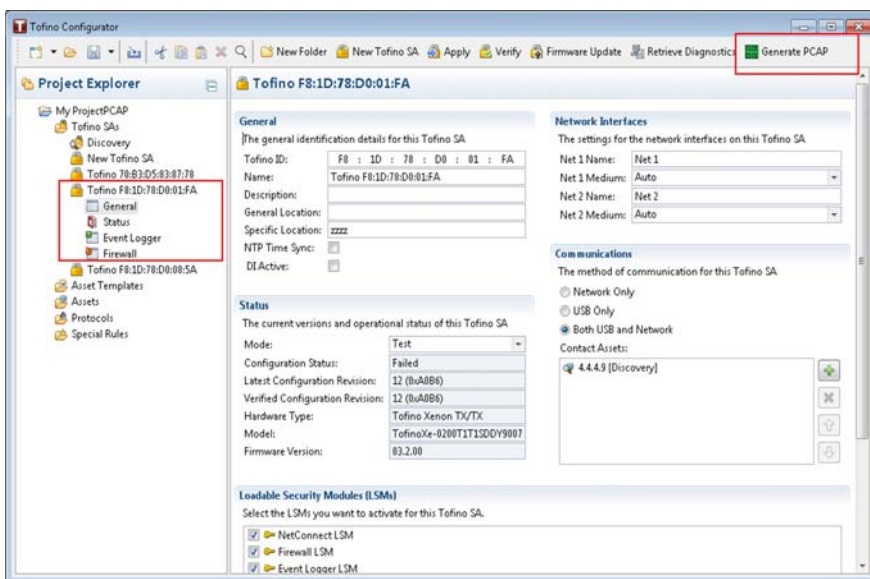 Tofino Configurator
New Folder New Tofino SA Apply Verify Firmware Update Retrieve Diagnostics Generate PCAP
Project Explorer
My ProjectPCAP
Tofino SAs
Discovery
New Tofino SA
Tofino 70:B3:D5:83:87:78
Tofino F8:1D:78:D0:01:FA
General
Status
Event Logger
Firewall
Tofino F8:1D:78:D0:08:5A
Asset Templates
Assets
Protocols
Special Rules
Tofino F8:1D:78:D0:01:FA
General
The general identification details for this Tofino SA
Tofino ID: F8 : 1D : 78 : D0 : 01 : FA
Name: Tofino F8:1D:78:D0:01:FA
Description:
General Location:
Specific Location: zzzz
NTP Time Sync:
DI Active:
Status
The current versions and operational status of this Tofino SA
Mode: Test
Configuration Status: Failed
Latest Configuration Revision: 12 (0xA0B6)
Verified Configuration Revision: 12 (0xA0B6)
Hardware Type: Tofino Xenon TX/TX
Model: TofinoXe-0200T1T1SDDY9007
Firmware Version: 03.2.00
Network Interfaces
The settings for the network interfaces on this Tofino SA
Net 1 Name: Net 1
Net 1 Medium: Auto
Net 2 Name: Net 2
Net 2 Medium: Auto
Communications
The method of communication for this Tofino SA
Network Only
USB Only
Both USB and Network
Contact Assets:
4.4.4.9 [Discovery]
Loadable Security Modules (LSMs)
Select the LSMs you want to activate for this Tofino SA.
NetConnect LSM
Firewall LSM
Event Logger LSM